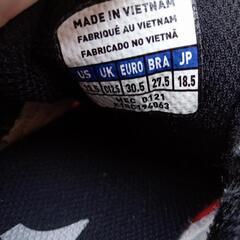 MADE IN VIETNAM
FABRIQUÉ AU VIETNAM
FABRICADO NO VIETNÃ
US UK EURO BRA JP
30.5 27.5 18.5
D121